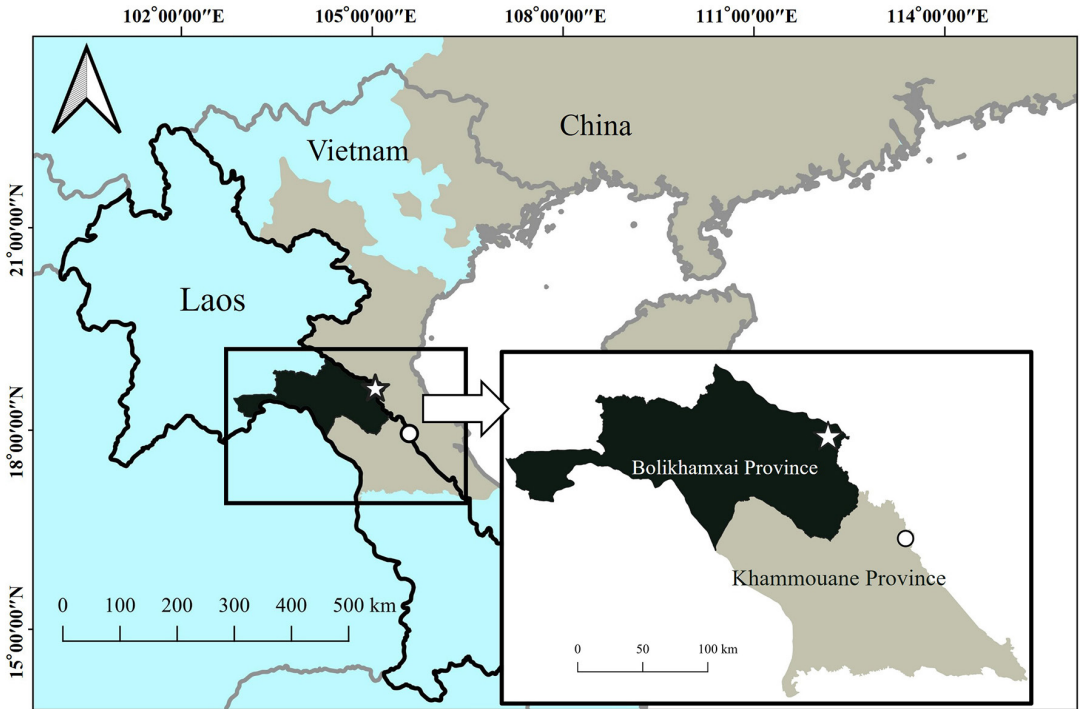 102°00′00″E 105°00′00″E 108°00′00″E 111°00′00″E 114°00′00″E
21°00′00″N
18°00′00″N
15°00′00″N
China
Vietnam
Laos
Bolikhamxai Province
Khammouane Province
0 100 200 300 400 500 km
0 50 100 km